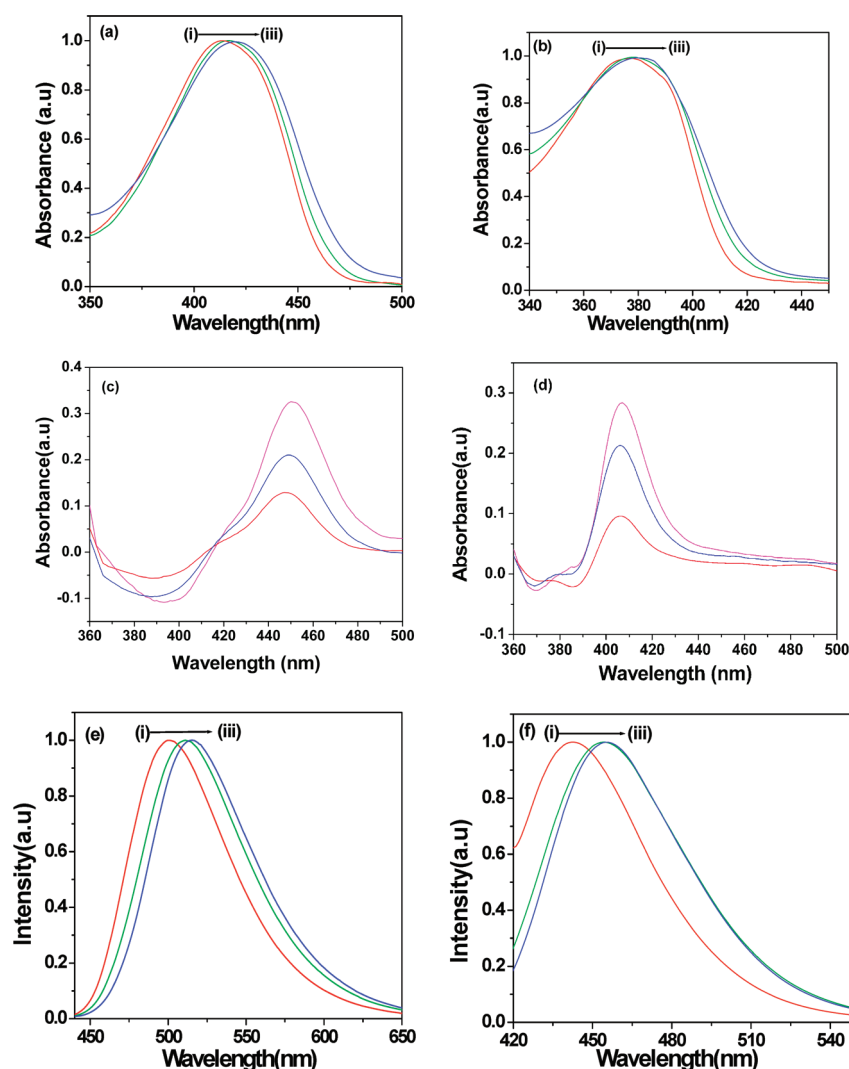 (a)
(i)
(iii)
1.0
0.8
0.6
0.4
0.2
0.0
Absorbance (a.u)
350 400 450 500
Wavelength(nm)
(b)
(i)
(iii)
1.0
0.8
0.6
0.4
0.2
0.0
Absorbance(a.u)
340 360 380 400 420 440
Wavelength(nm)
(c)
0.4
0.3
0.2
0.1
0.0
-0.1
Absorbance(a.u)
360 380 400 420 440 460 480 500
Wavelength (nm)
(d)
0.3
0.2
0.1
0.0
-0.1
Absorbance(a.u)
360 380 400 420 440 460 480 500
Wavelength (nm)
(e)
(i)
(iii)
1.0
0.8
0.6
0.4
0.2
0.0
Intensity(a.u)
450 500 550 600 650
Wavelength(nm)
(f)
(i)
(iii)
1.0
0.8
0.6
0.4
0.2
0.0
Intensity(a.u)
420 450 480 510 540
Wavelength(nm)